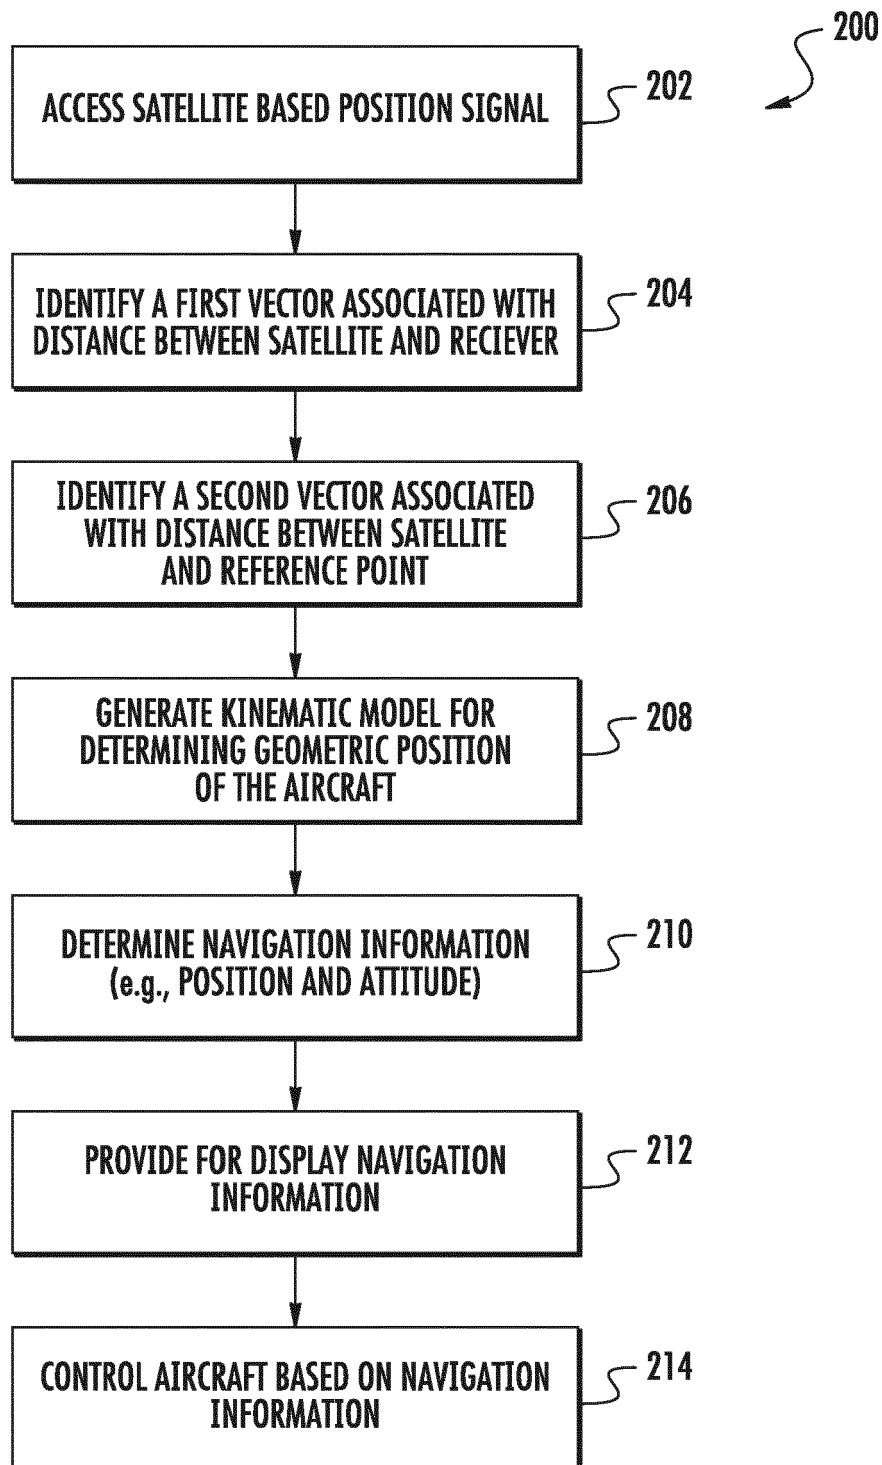 200
ACCESS SATELLITE BASED POSITION SIGNAL
202
IDENTIFY A FIRST VECTOR ASSOCIATED WITH
DISTANCE BETWEEN SATELLITE AND RECIEVER
204
IDENTIFY A SECOND VECTOR ASSOCIATED
WITH DISTANCE BETWEEN SATELLITE
AND REFERENCE POINT
206
GENERATE KINEMATIC MODEL FOR
DETERMINING GEOMETRIC POSITION
OF THE AIRCRAFT
208
DETERMINE NAVIGATION INFORMATION
(e.g., POSITION AND ATTITUDE)
210
PROVIDE FOR DISPLAY NAVIGATION
INFORMATION
212
CONTROL AIRCRAFT BASED ON NAVIGATION
INFORMATION
214